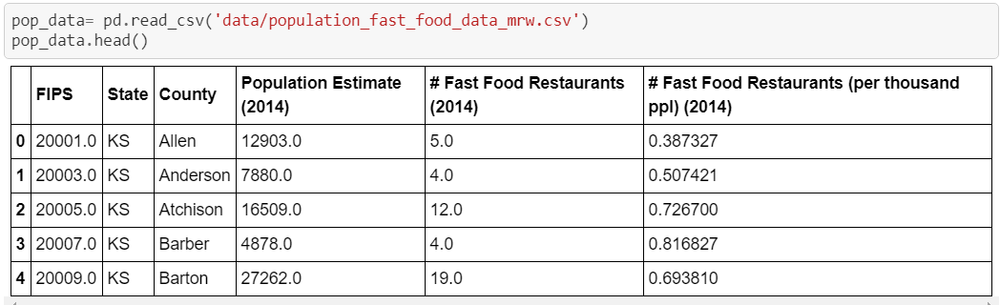 pop_data= pd.read_csv('data/population_fast_food_data_mrw.csv')
pop_data.head()
FIPS State County Population Estimate (2014) # Fast Food Restaurants (2014) # Fast Food Restaurants (per thousand ppl) (2014)
0 20001.0 KS Allen 12903.0 5.0 0.387327
1 20003.0 KS Anderson 7880.0 4.0 0.507421
2 20005.0 KS Atchison 16509.0 12.0 0.726700
3 20007.0 KS Barber 4878.0 4.0 0.816827
4 20009.0 KS Barton 27262.0 19.0 0.693810